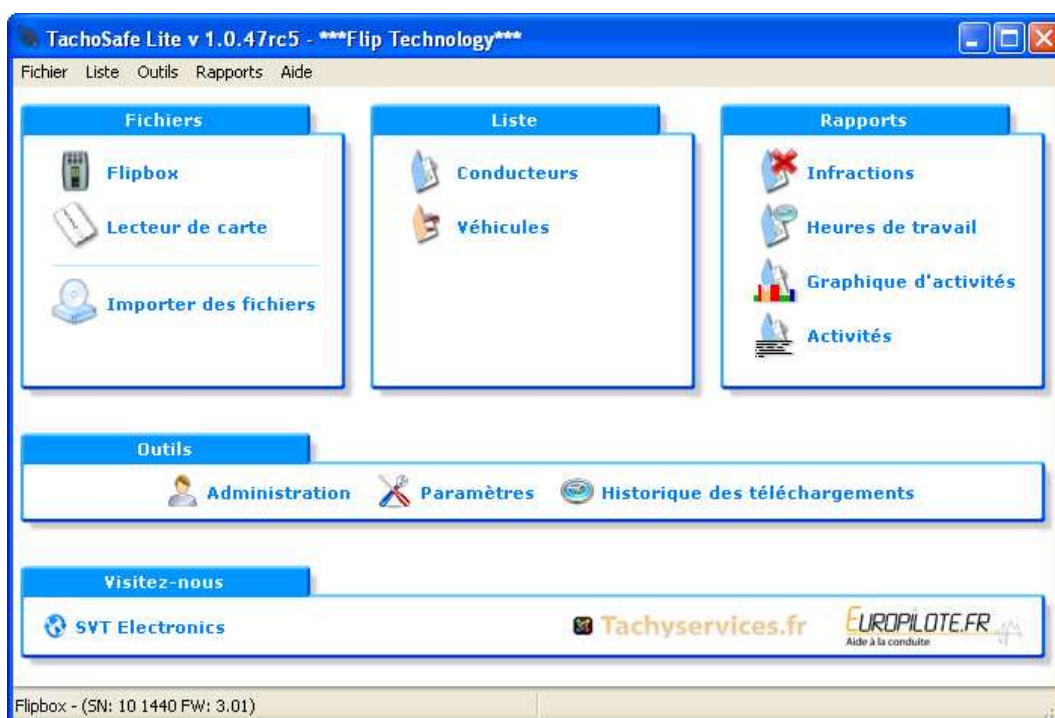 TachoSafe Lite v 1.0.47rc5 - ***Flip Technology***
Fichier Liste Outils Rapports Aide
Fichiers
Flipbox
Lecteur de carte
Importer des fichiers
Liste
Conducteurs
Véhicules
Rapports
Infractions
Heures de travail
Graphique d'activités
Activités
Outils
Administration Paramètres Historique des téléchargements
Visitez-nous
SVT Electronics Tachyservices.fr EUROPILOTE.FR
Aide à la conduite
Flipbox - (SN: 10 1440 FW: 3.01)